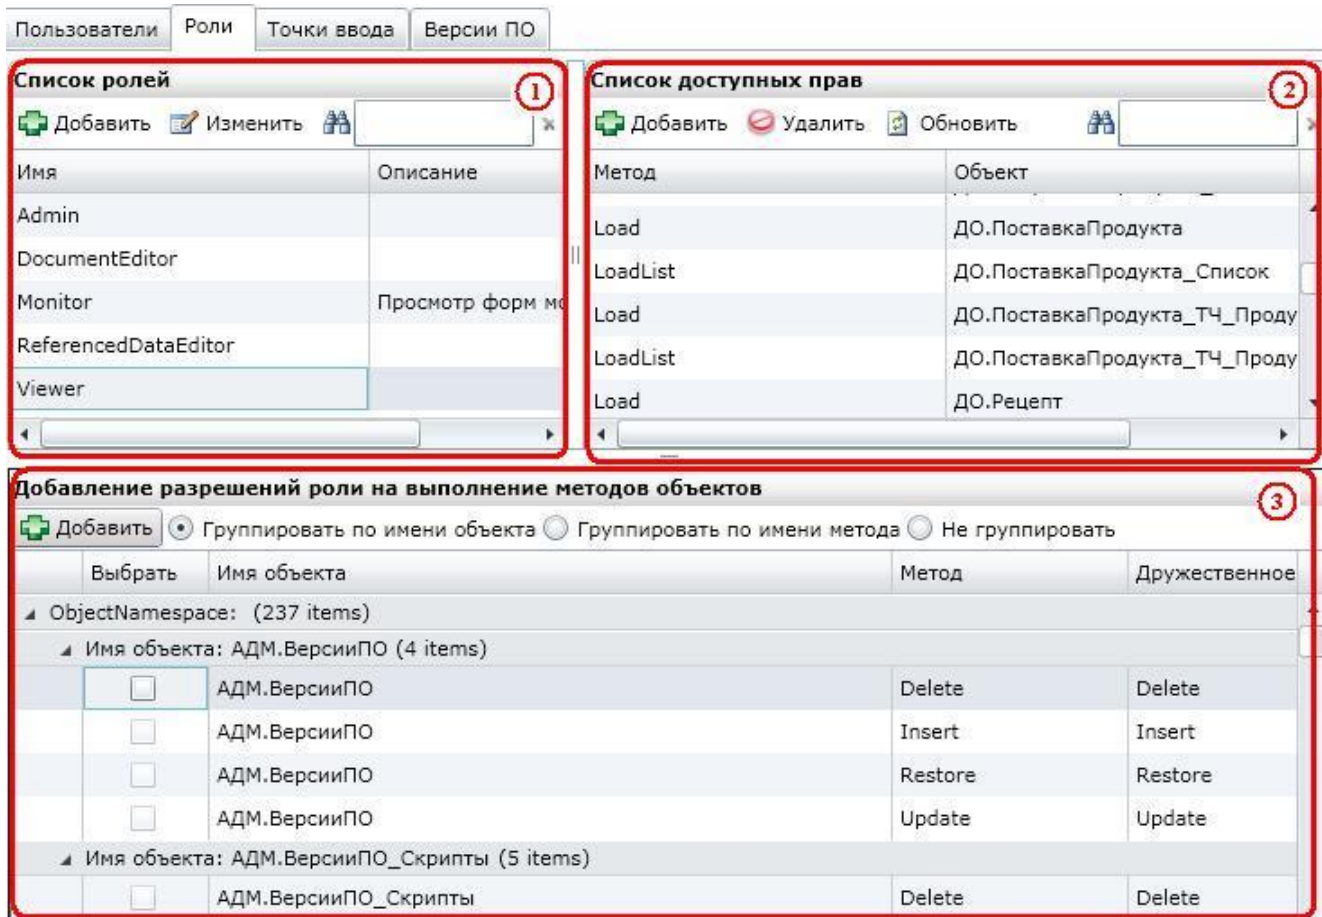 Пользователи Роли Точки ввода Версии ПО
Список ролей 1
Добавить Изменить
Имя Описание
Admin
DocumentEditor
Monitor Просмотр форм мо
ReferencedDataEditor
Viewer
Список доступных прав 2
Добавить Удалить Обновить
Метод Объект
Load ДО.ПоставкаПродукта
LoadList ДО.ПоставкаПродукта_Список
Load ДО.ПоставкаПродукта_ТЧ_Проду
LoadList ДО.ПоставкаПродукта_ТЧ_Проду
Load ДО.Рецепт
Добавление разрешений роли на выполнение методов объектов 3
Добавить Группировать по имени объекта Группировать по имени метода Не группировать
Выбрать Имя объекта Метод Дружественное
ObjectNamespace: (237 items)
Имя объекта: АДМ.ВерсииПО (4 items)
АДМ.ВерсииПО Delete Delete
АДМ.ВерсииПО Insert Insert
АДМ.ВерсииПО Restore Restore
АДМ.ВерсииПО Update Update
Имя объекта: АДМ.ВерсииПО_Скрипты (5 items)
АДМ.ВерсииПО_Скрипты Delete Delete